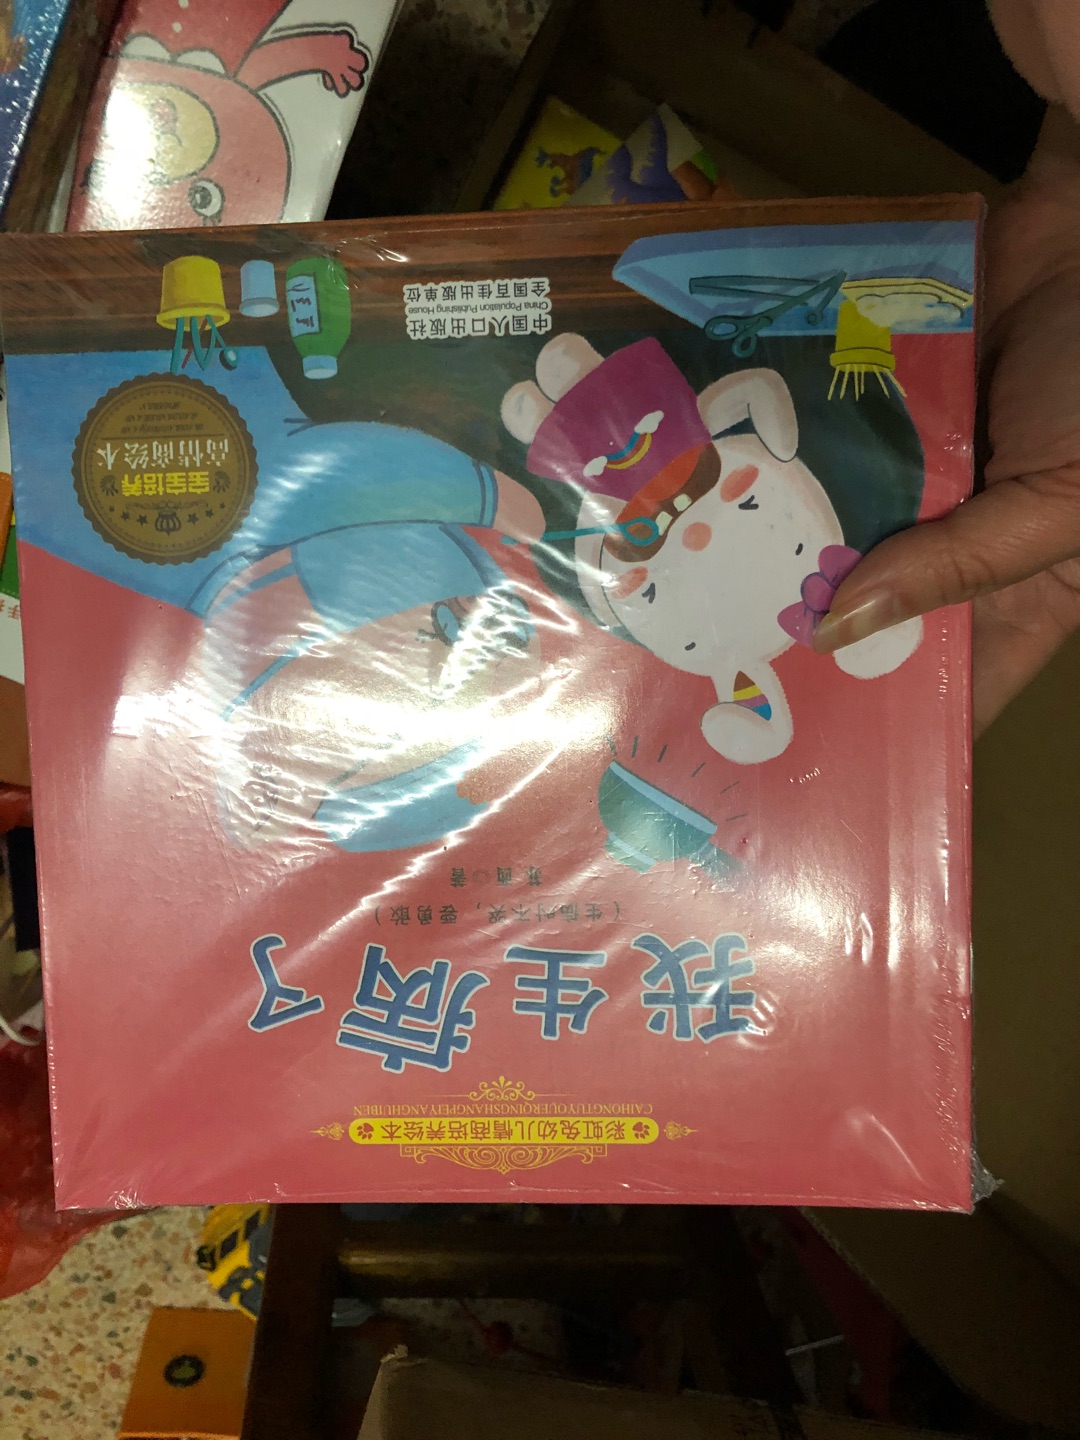 彩虹兔幼儿情商培养绘本
CAIHONGTUYOUERQINGSHANGPEIYANGHUIBEN
我生病了
（生病时不哭，要勇敢）
苏西◎著
宝宝培养
高情商绘本
中国人口出版社
China Population Publishing House
全国百佳出版单位